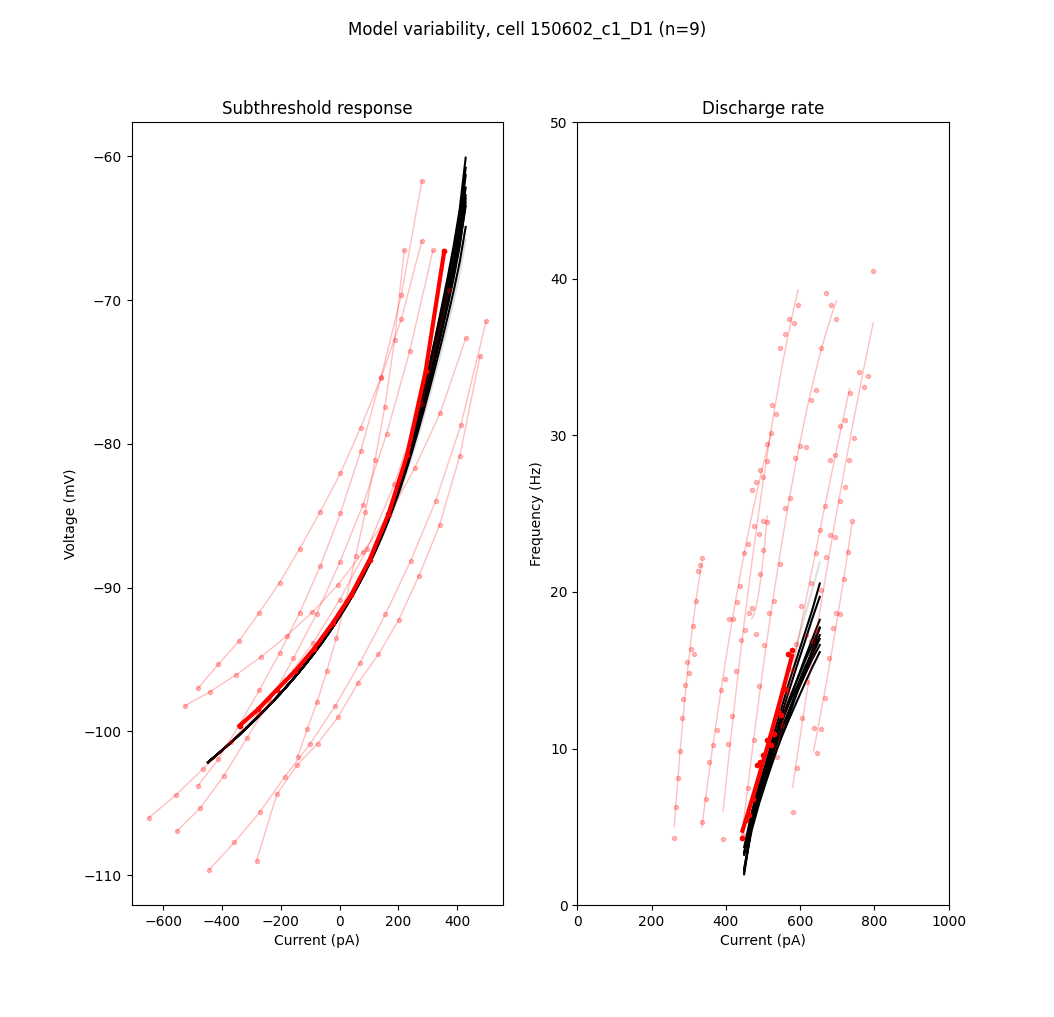 Model variability, cell 150602_c1_D1 (n=9)
Subthreshold response
Discharge rate
−60
−70
−80
−90
−100
−110
Voltage (mV)
−600 −400 −200 0 200 400
Current (pA)
50
40
30
20
10
0
Frequency (Hz)
0 200 400 600 800 1000
Current (pA)